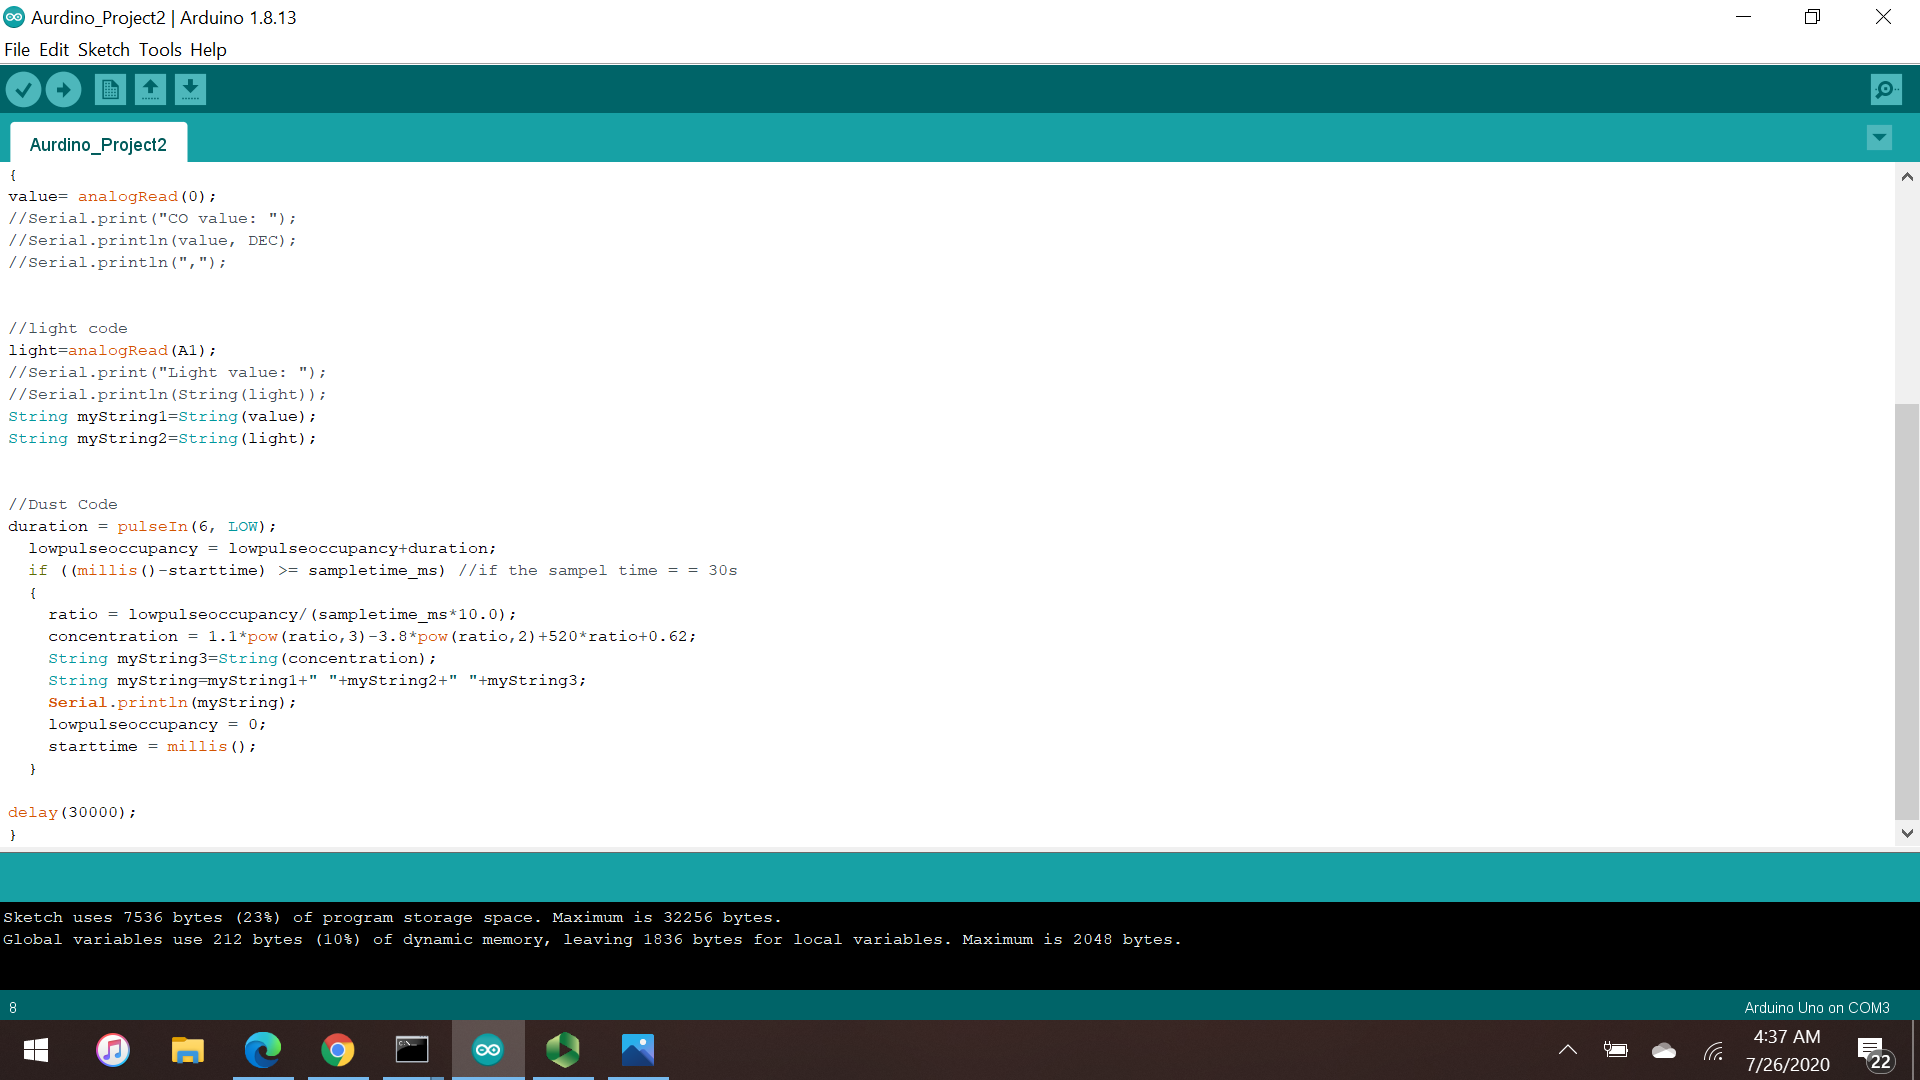 Aurdino_Project2 | Arduino 1.8.13
File Edit Sketch Tools Help
Aurdino_Project2
{
value= analogRead(0);
//Serial.print("CO value: ");
//Serial.println(value, DEC);
//Serial.println(",");
//light code
light=analogRead(A1);
//Serial.print("Light value: ");
//Serial.println(String(light));
String myString1=String(value);
String myString2=String(light);
//Dust Code
duration = pulseIn(6, LOW);
lowpulseoccupancy = lowpulseoccupancy+duration;
if ((millis()-starttime) >= sampletime_ms) //if the sampel time = = 30s
{
ratio = lowpulseoccupancy/(sampletime_ms*10.0);
concentration = 1.1*pow(ratio,3)-3.8*pow(ratio,2)+520*ratio+0.62;
String myString3=String(concentration);
String myString=myString1+" "+myString2+" "+myString3;
Serial.println(myString);
lowpulseoccupancy = 0;
starttime = millis();
}
delay(30000);
}
Sketch uses 7536 bytes (23%) of program storage space. Maximum is 32256 bytes.
Global variables use 212 bytes (10%) of dynamic memory, leaving 1836 bytes for local variables. Maximum is 2048 bytes.
8
Arduino Uno on COM3
4:37 AM
7/26/2020
22